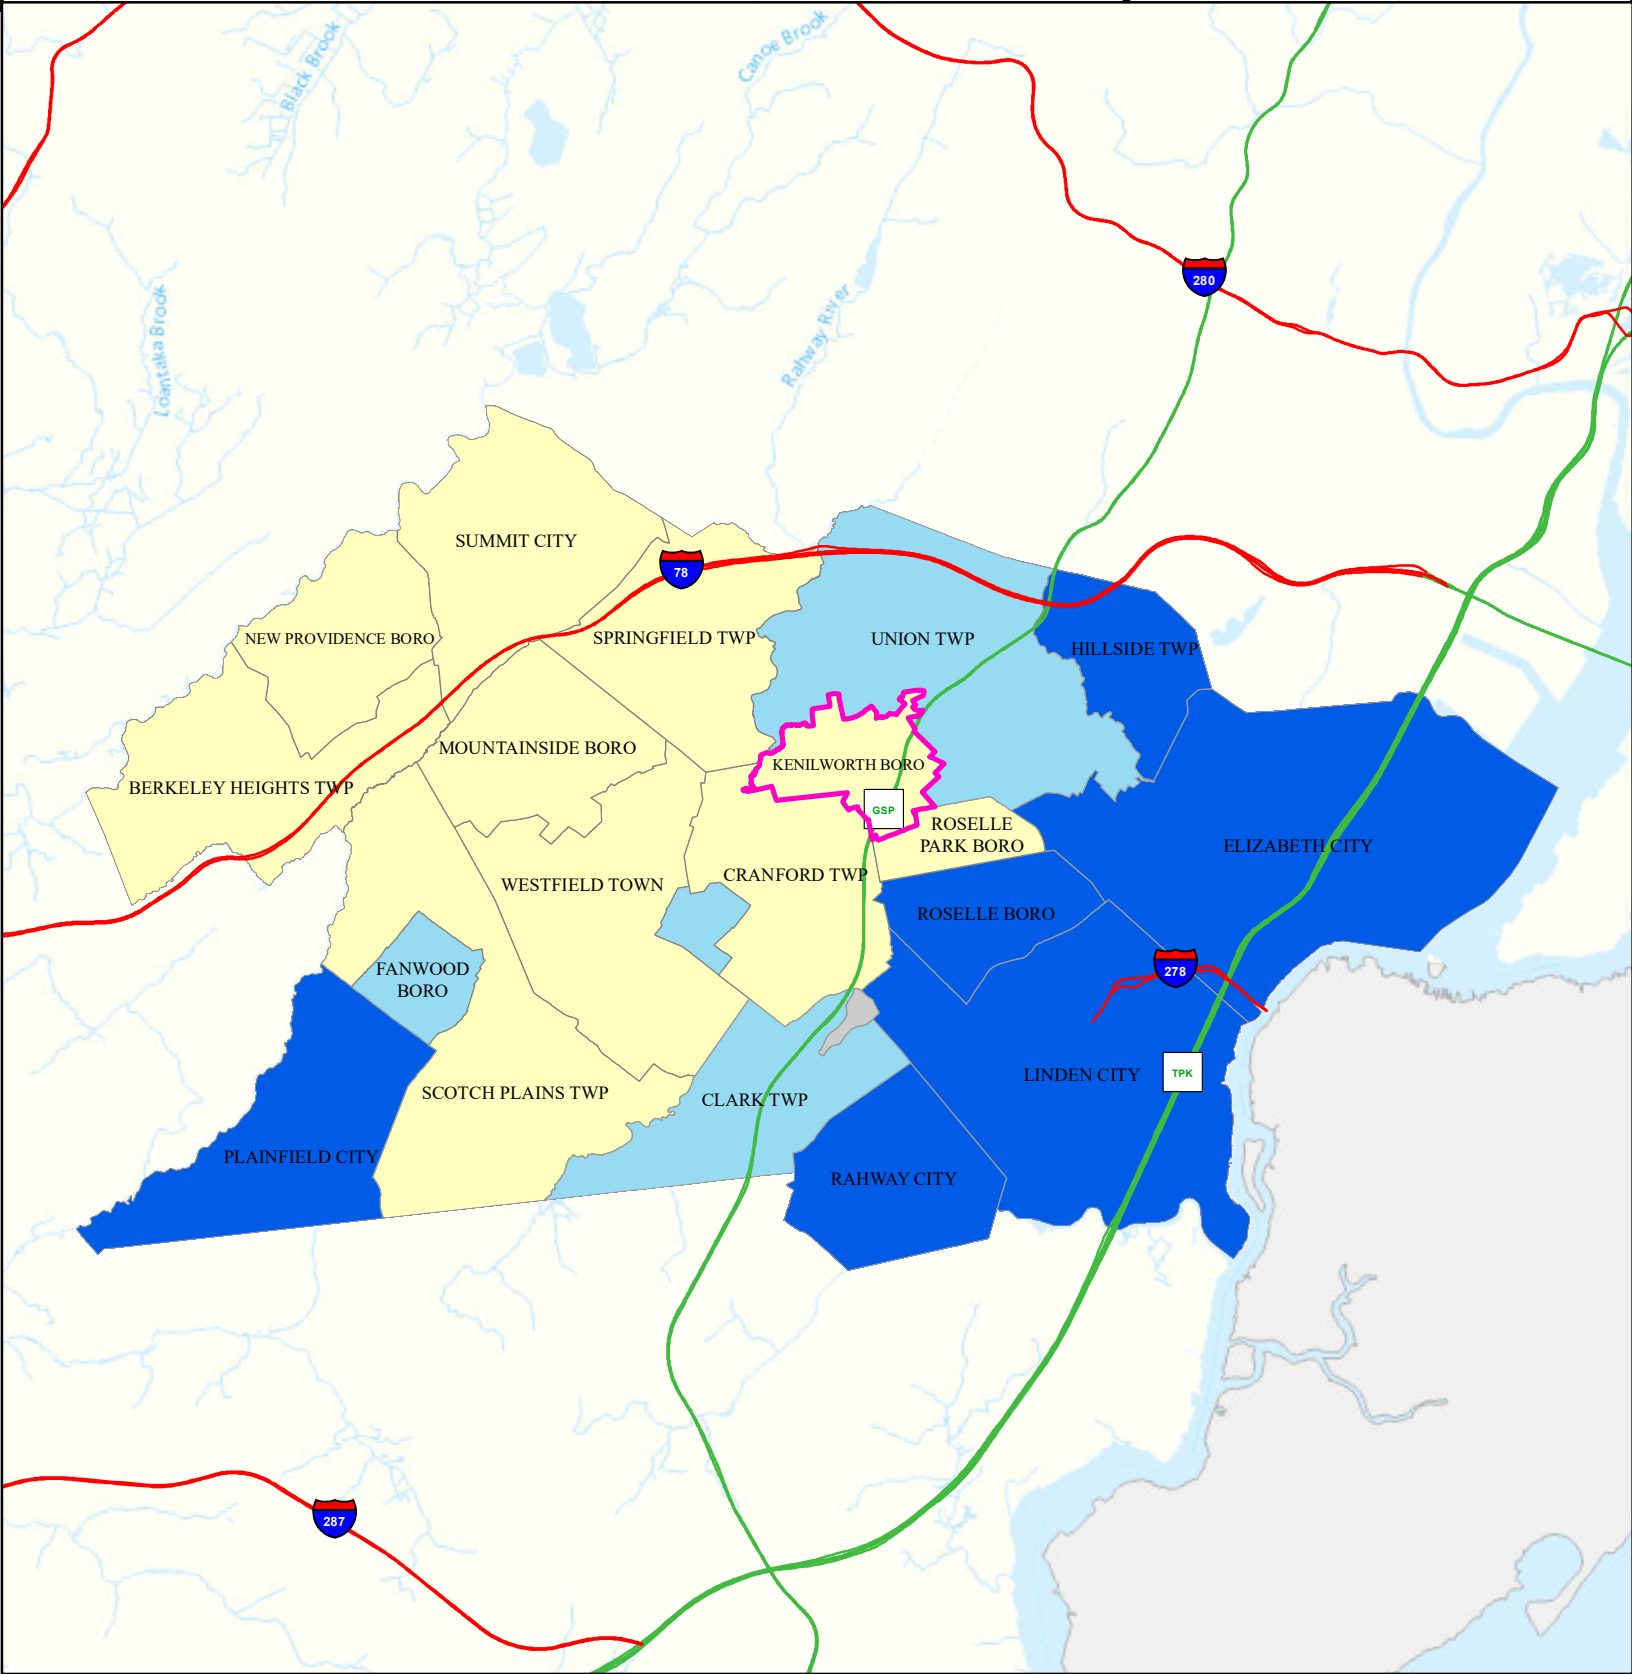 Black Brook
Canoe Brook
280
Loantaka Brook
Rahway River
SUMMIT CITY
78
NEW PROVIDENCE BORO
SPRINGFIELD TWP
UNION TWP
HILLSIDE TWP
MOUNTAINSIDE BORO
KENILWORTH BORO
BERKELEY HEIGHTS TWP
GSP
ROSELLE
PARK BORO
ELIZABETH CITY
CRANFORD TWP
WESTFIELD TOWN
ROSELLE BORO
FANWOOD
BORO
278
LINDEN CITY
TPK
SCOTCH PLAINS TWP
CLARK TWP
PLAINFIELD CITY
RAHWAY CITY
287